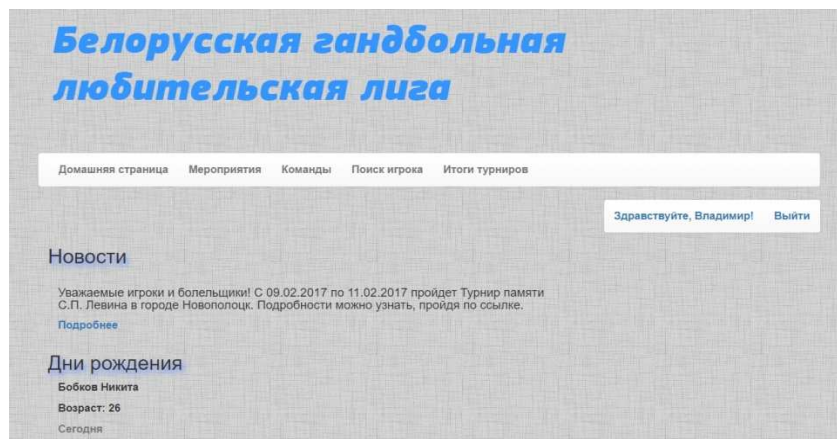 Белорусская гандбольная
любительская лига
Домашняя страница Мероприятия Команды Поиск игрока Итоги турниров
Здравствуйте, Владимир! Выйти
Новости
Уважаемые игроки и болельщики! С 09.02.2017 по 11.02.2017 пройдет Турнир памяти
С.П. Левина в городе Новополоцк. Подробности можно узнать, пройдя по ссылке.
Подробнее
Дни рождения
Бобков Никита
Возраст: 26
Сегодня